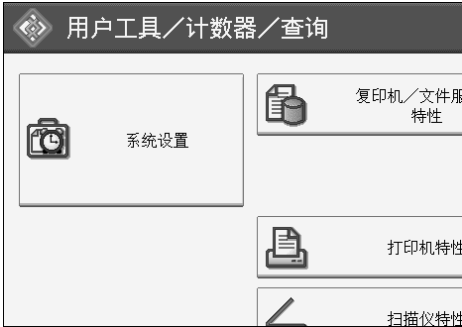 用户工具／计数器／查询
系统设置
复印机／文件服
特性
打印机特性
扫描仪特性